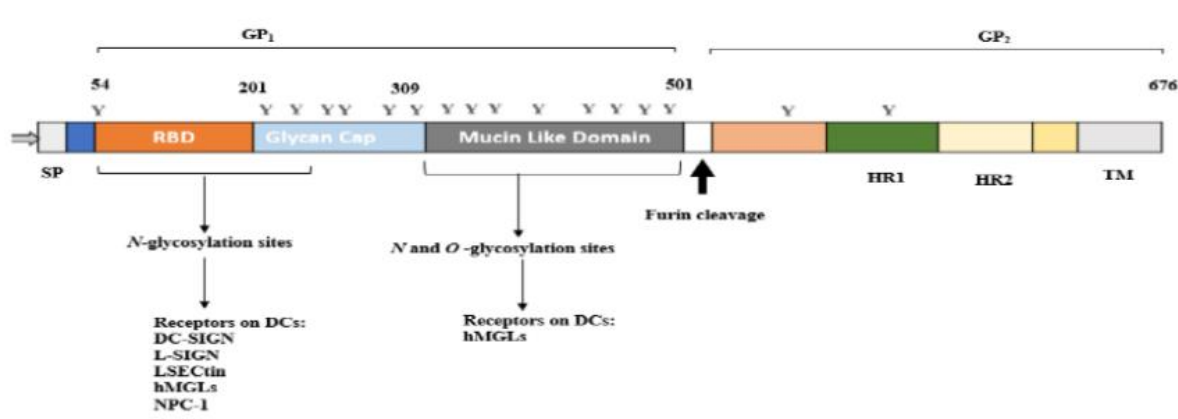 GP₁
GP₂
54
201
309
501
676
Y Y Y Y Y Y Y Y Y Y Y Y Y Y Y Y Y
RBD
Glycan Cap
Mucin Like Domain
SP
HR1
HR2
TM
Furin cleavage
N-glycosylation sites
N and O -glycosylation sites
Receptors on DCs:
DC-SIGN
L-SIGN
LSECtin
hMGLs
NPC-1
Receptors on DCs:
hMGLs